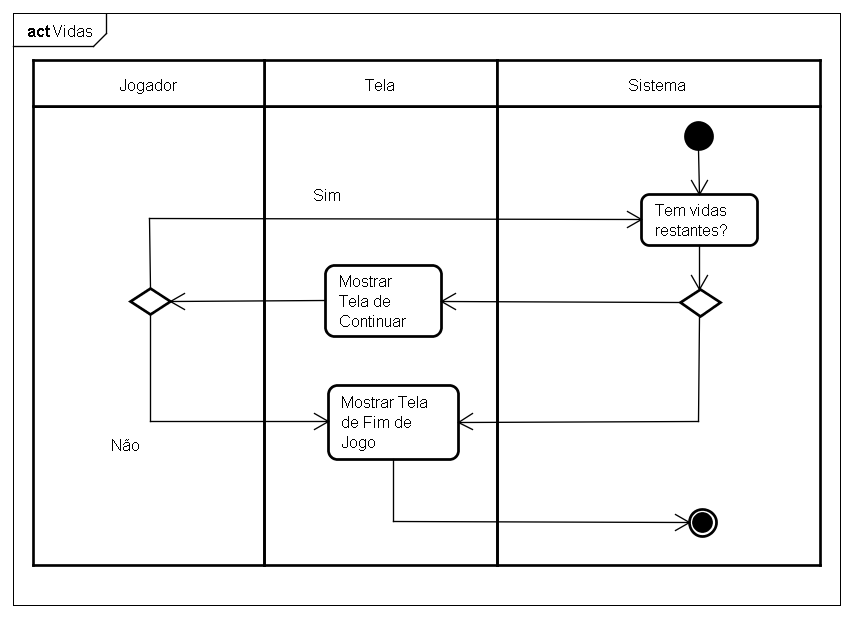 act Vidas
Jogador
Tela
Sistema
Sim
Tem vidas
restantes?
Mostrar
Tela de
Continuar
Mostrar Tela
de Fim de
Jogo
Não